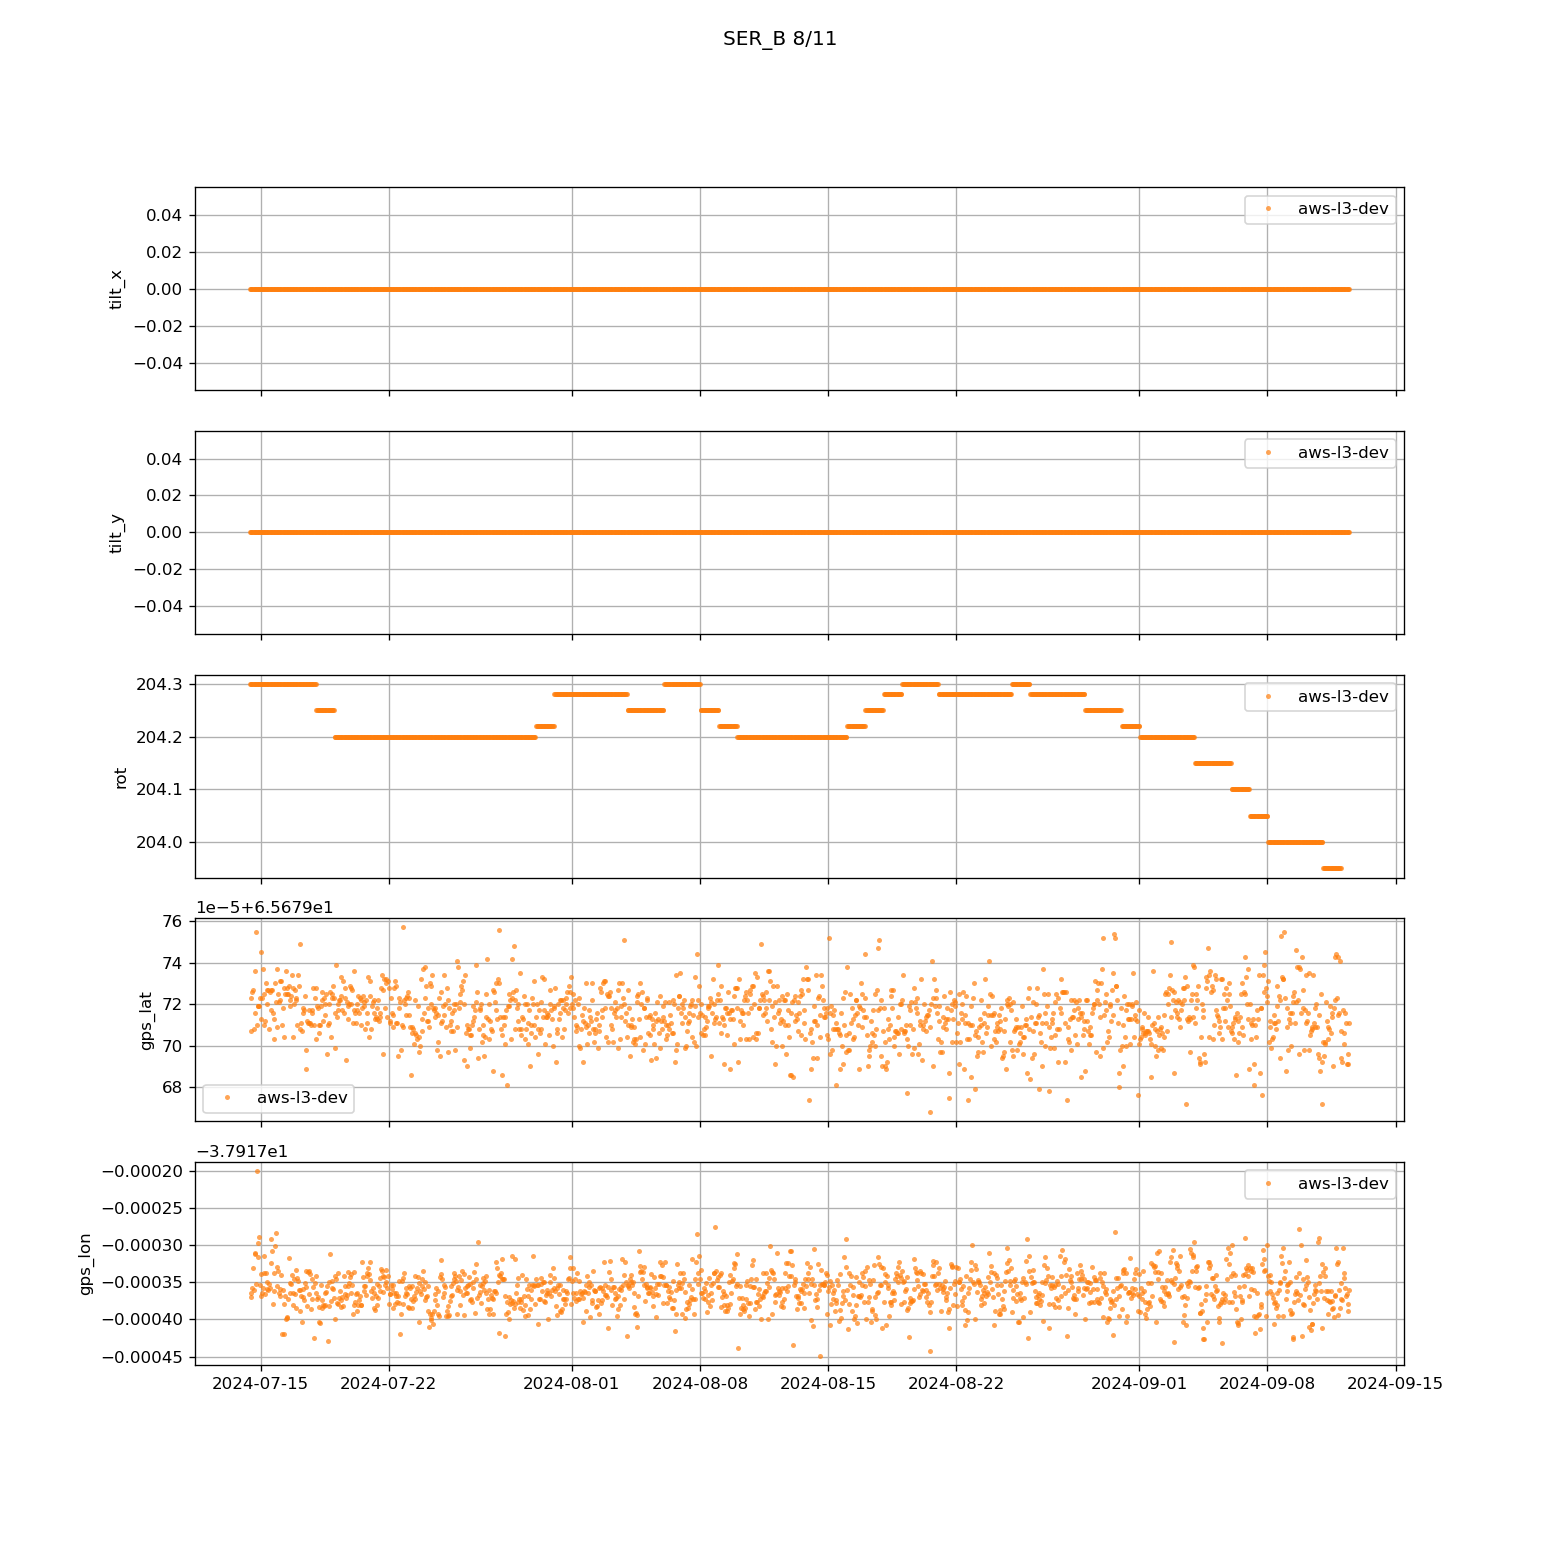 SER_B 8/11
0.04
0.02
0.00
−0.02
−0.04
tilt_x
aws-l3-dev
0.04
0.02
0.00
−0.02
−0.04
tilt_y
aws-l3-dev
204.3
204.2
204.1
204.0
rot
aws-l3-dev
1e−5+6.5679e1
76
74
72
70
68
gps_lat
aws-l3-dev
−3.7917e1
−0.00020
−0.00025
−0.00030
−0.00035
−0.00040
−0.00045
gps_lon
aws-l3-dev
2024-07-15 2024-07-22 2024-08-01 2024-08-08 2024-08-15 2024-08-22 2024-09-01 2024-09-08 2024-09-15